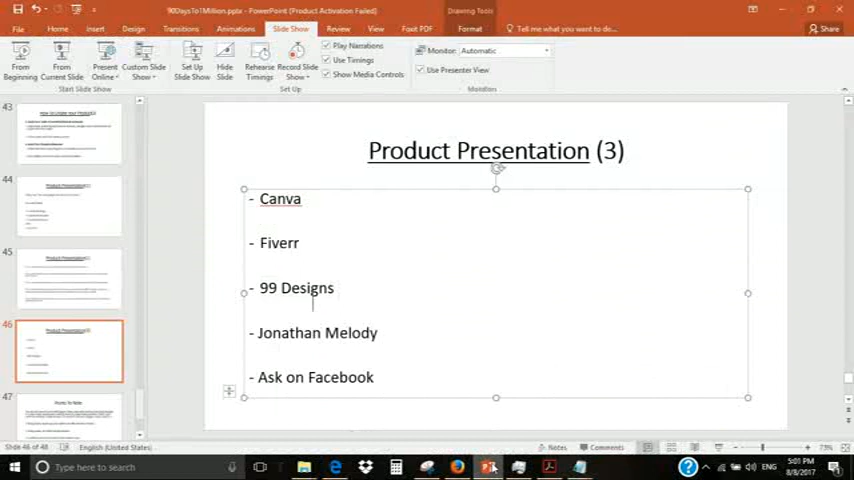 90DaysTo1Million.pptx - PowerPoint (Product Activation Failed)
Drawing Tools
File Home Insert Design Transitions Animations Slide Show Review View Foxit PDF Format Tell me what you want to do... Share
From Beginning
From Current Slide
Present Online
Custom Slide Show
Start Slide Show
Set Up Slide Show
Hide Slide
Rehearse Timings
Record Slide Show
Play Narrations
Use Timings
Show Media Controls
Set Up
Monitor: Automatic
Use Presenter View
Monitors
43
44
45
46
47
Product Presentation (3)
- Canva
- Fiverr
- 99 Designs
- Jonathan Melody
- Ask on Facebook
Slide 46 of 48 English (United States) Notes Comments 73%
Type here to search
ENG
5:01 PM
8/8/2017